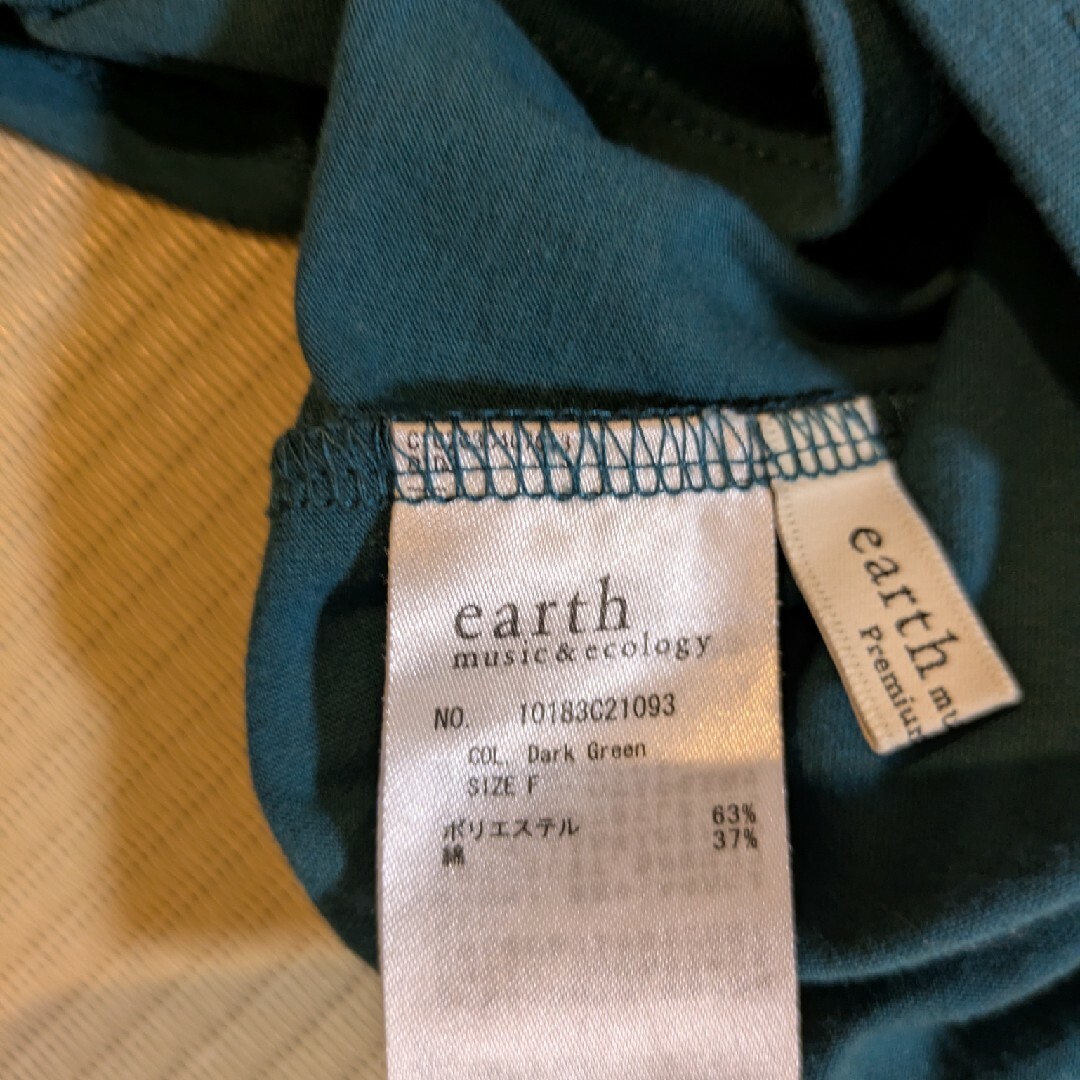 earth
music&ecology
NO. 10183C21093
COL. Dark Green
SIZE F
ポリエステル 63%
綿 37%
earth mu
Premium